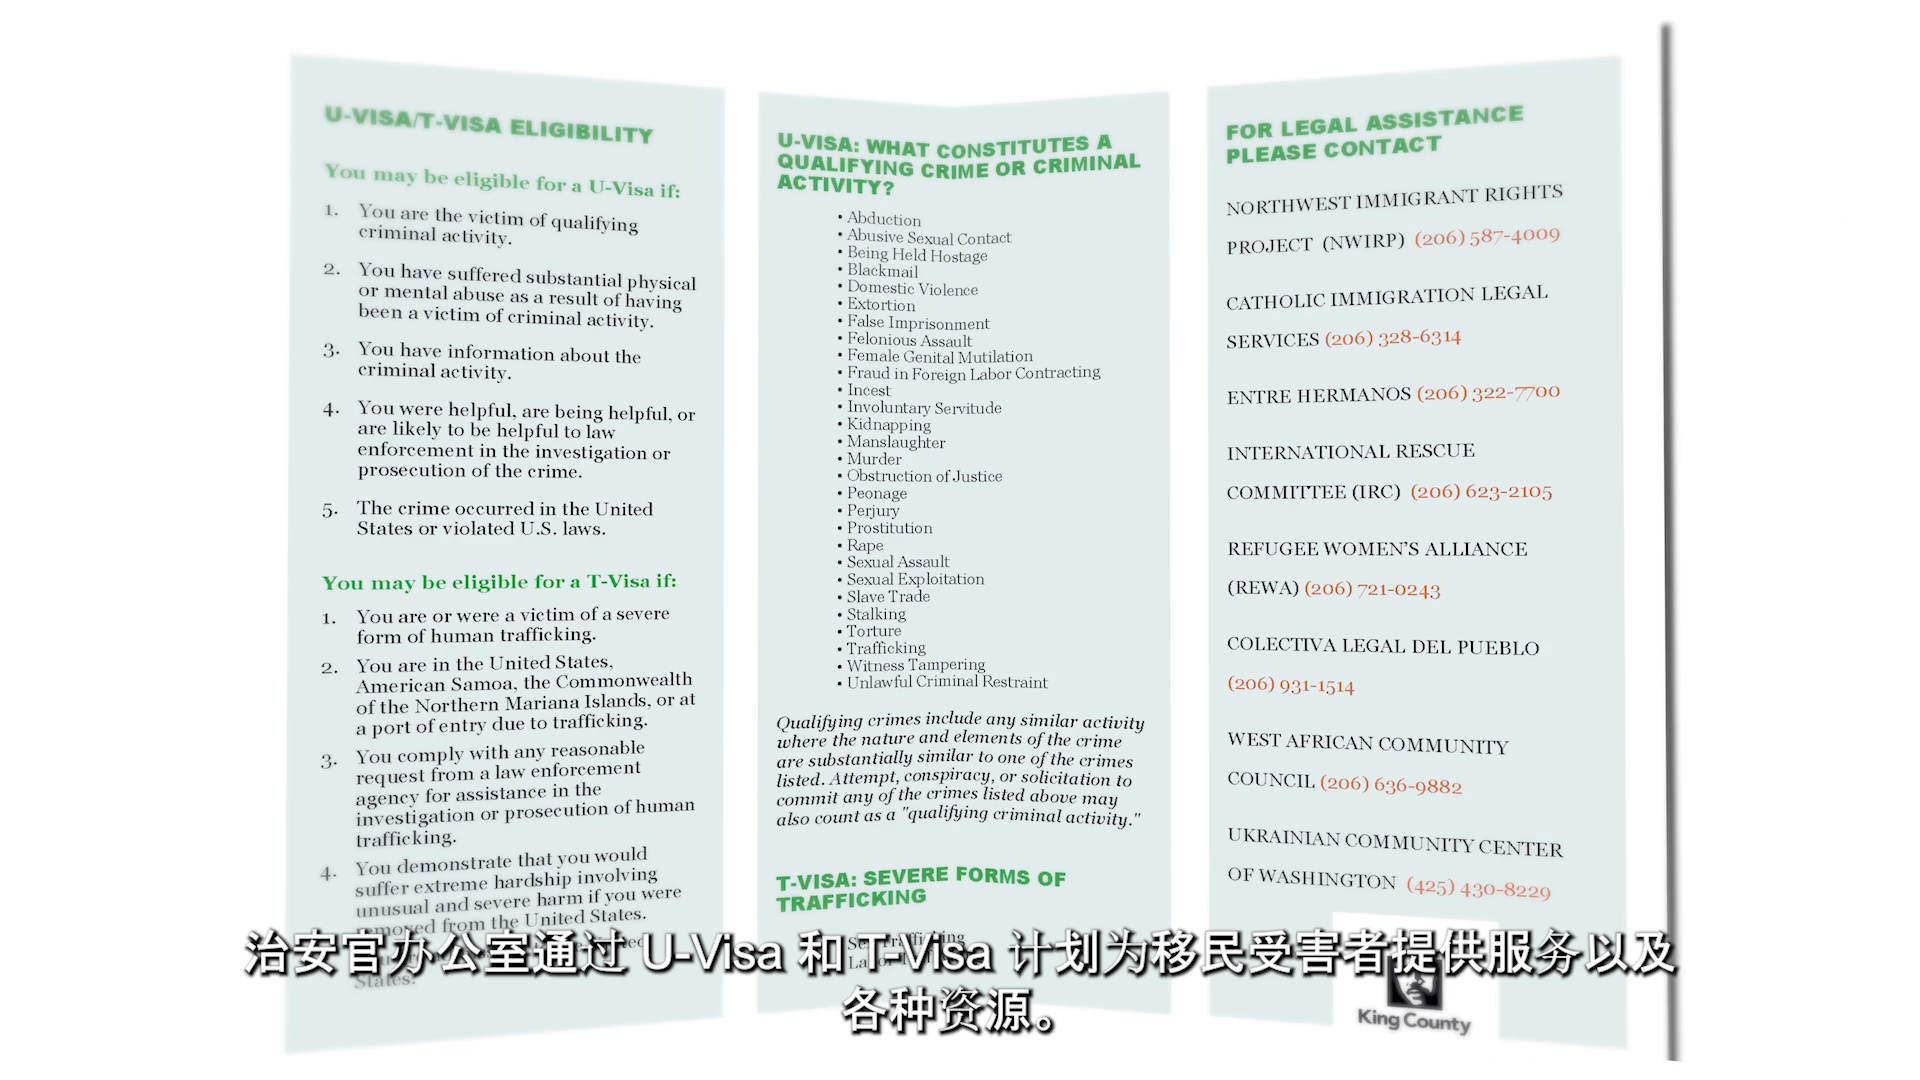 U-VISA/T-VISA ELIGIBILITY
You may be eligible for a U-Visa if:
1. You are the victim of qualifying
criminal activity.
2. You have suffered substantial physical
or mental abuse as a result of having
been a victim of criminal activity.
3. You have information about the
criminal activity.
4. You were helpful, are being helpful, or
are likely to be helpful to law
enforcement in the investigation or
prosecution of the crime.
5. The crime occurred in the United
States or violated U.S. laws.
You may be eligible for a T-Visa if:
1. You are or were a victim of a severe
form of human trafficking.
2. You are in the United States,
American Samoa, the Commonwealth
of the Northern Mariana Islands, or at
a port of entry due to trafficking.
3. You comply with any reasonable
request from a law enforcement
agency for assistance in the
investigation or prosecution of human
trafficking.
4. You demonstrate that you would
suffer extreme hardship involving
unusual and severe harm if you were
removed from the United States.
States.
U-VISA: WHAT CONSTITUTES A
QUALIFYING CRIME OR CRIMINAL
ACTIVITY?
• Abduction
• Abusive Sexual Contact
• Being Held Hostage
• Blackmail
• Domestic Violence
• Extortion
• False Imprisonment
• Felonious Assault
• Female Genital Mutilation
• Fraud in Foreign Labor Contracting
• Incest
• Involuntary Servitude
• Kidnapping
• Manslaughter
• Murder
• Obstruction of Justice
• Peonage
• Perjury
• Prostitution
• Rape
• Sexual Assault
• Sexual Exploitation
• Slave Trade
• Stalking
• Torture
• Trafficking
• Witness Tampering
• Unlawful Criminal Restraint
Qualifying crimes include any similar activity
where the nature and elements of the crime
are substantially similar to one of the crimes
listed. Attempt, conspiracy, or solicitation to
commit any of the crimes listed above may
also count as a "qualifying criminal activity."
T-VISA: SEVERE FORMS OF
TRAFFICKING
FOR LEGAL ASSISTANCE
PLEASE CONTACT
NORTHWEST IMMIGRANT RIGHTS
PROJECT (NWIRP) (206) 587-4009
CATHOLIC IMMIGRATION LEGAL
SERVICES (206) 328-6314
ENTRE HERMANOS (206) 322-7700
INTERNATIONAL RESCUE
COMMITTEE (IRC) (206) 623-2105
REFUGEE WOMEN'S ALLIANCE
(REWA) (206) 721-0243
COLECTIVA LEGAL DEL PUEBLO
(206) 931-1514
WEST AFRICAN COMMUNITY
COUNCIL (206) 636-9882
UKRAINIAN COMMUNITY CENTER
OF WASHINGTON (425) 430-8229
King County
治安官办公室通过 U-Visa 和 T-Visa 计划为移民受害者提供服务以及
各种资源。